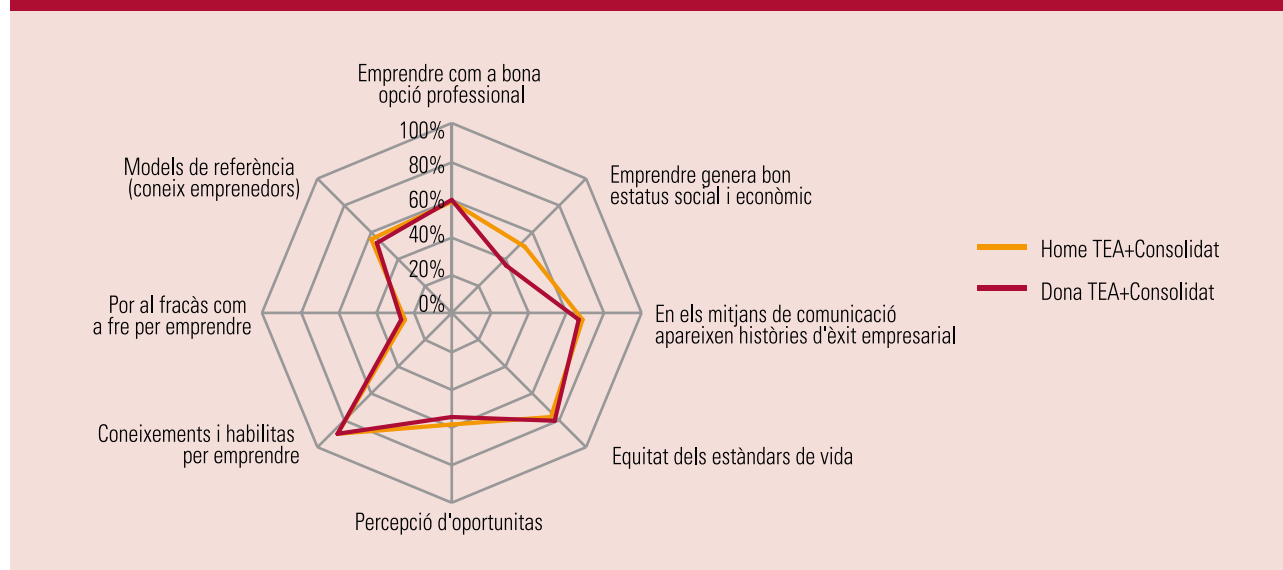 Emprendre com a bona
opció professional
100%
80%
60%
40%
20%
0%
Models de referència
(coneix emprenedors)
Emprendre genera bon
estatus social i econòmic
Por al fracàs com
a fre per emprendre
En els mitjans de comunicació
apareixen històries d'èxit empresarial
Coneixements i habilitas
per emprendre
Equitat dels estàndars de vida
Percepció d'oportunitas
Home TEA+Consolidat
Dona TEA+Consolidat